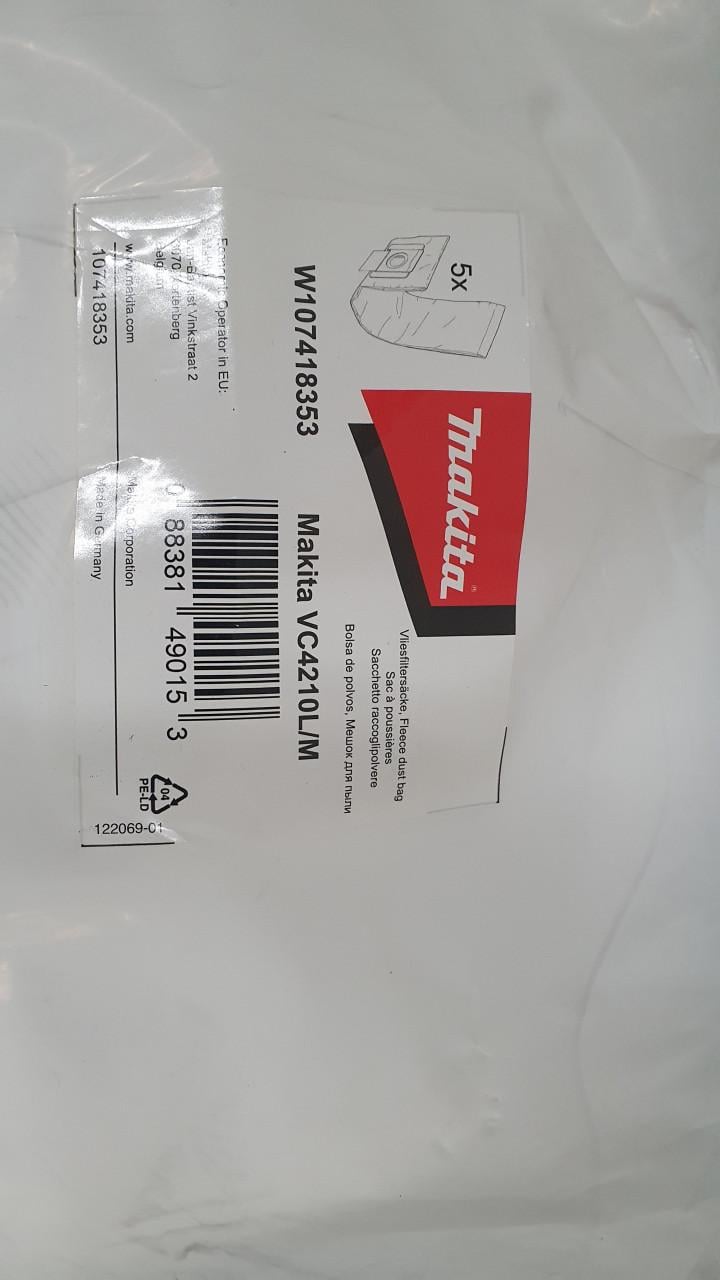 5x
Makita
Vliesfiltersäcke, Fleece dust bag
Sac à poussières
Sacchetto raccoglipolvere
Bolsa de polvos, Мешок для пыли
W107418353 Makita VC4210L/M
0 88381 49015 3
Operator in EU:
Vinkstraat 2
www.makita.com
Corporation
107418353
Made in Germany
04
PE-LD
122069-01